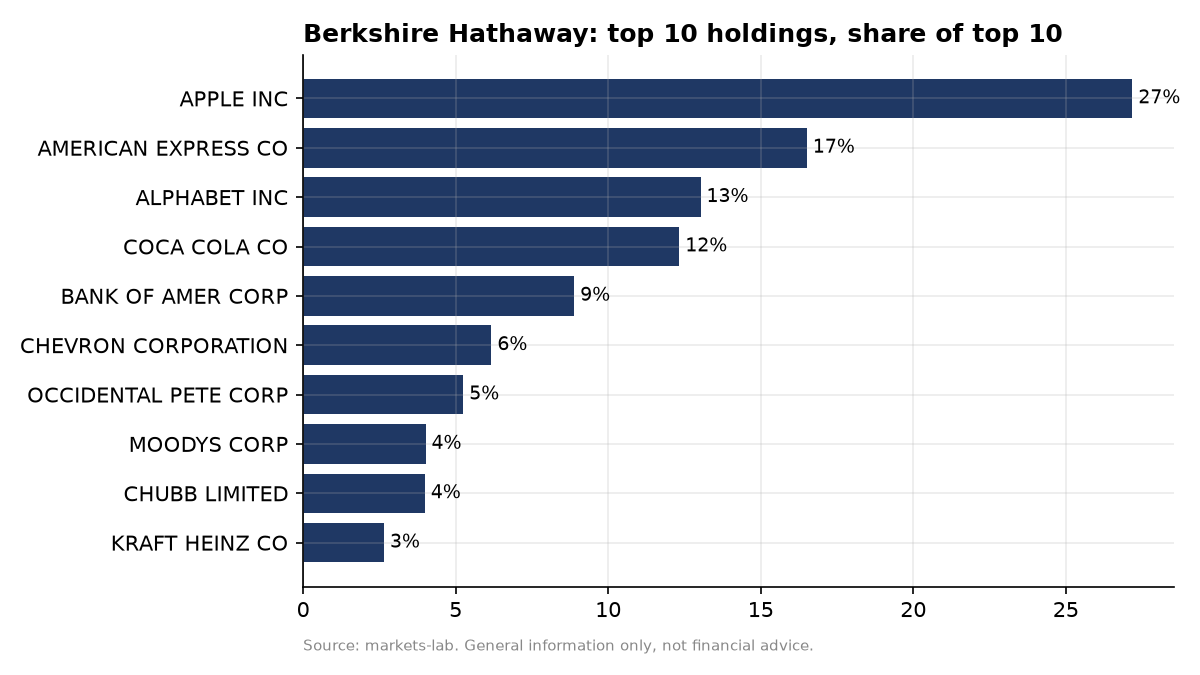 Berkshire Hathaway: top 10 holdings, share of top 10
APPLE INC 27%
AMERICAN EXPRESS CO 17%
ALPHABET INC 13%
COCA COLA CO 12%
BANK OF AMER CORP 9%
CHEVRON CORPORATION 6%
OCCIDENTAL PETE CORP 5%
MOODYS CORP 4%
CHUBB LIMITED 4%
KRAFT HEINZ CO 3%
0 5 10 15 20 25
Source: markets-lab. General information only, not financial advice.